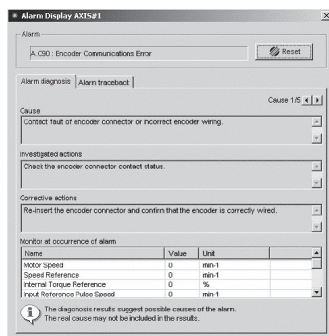 Alarm Display AXIS#1
Alarm
A.C90 : Encoder Communications Error
Reset
Alarm diagnosis Alarm traceback
Cause 1/5
Cause
Contact fault of encoder connector or incorrect encoder wiring.
Investigated actions
Check the encoder connector contact status.
Corrective actions
Re-insert the encoder connector and confirm that the encoder is correctly wired.
Monitor at occurrence of alarm
Name Value Unit
Motor Speed 0 min-1
Speed Reference 0 min-1
Internal Torque Reference 0 %
Input Reference Pulse Speed 0 min-1
The diagnosis results suggest possible causes of the alarm.
The real cause may not be included in the results.